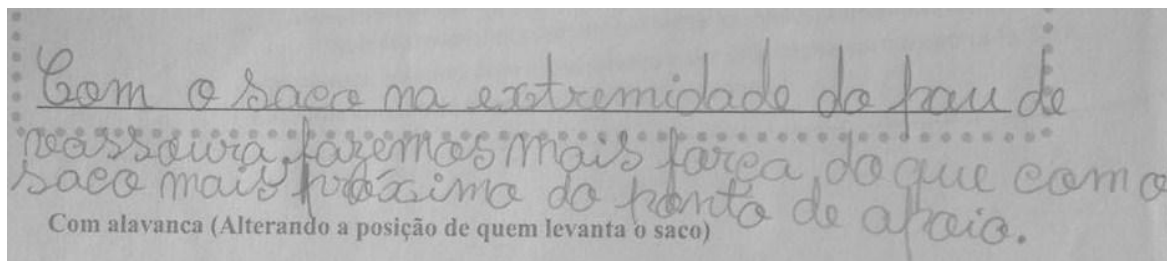 Com o saco na extremidade do pau de
vassoura, fazemos mais força, do que com o
saco mais próximo do ponto de apoio.
Com alavanca (Alterando a posição de quem levanta o saco)